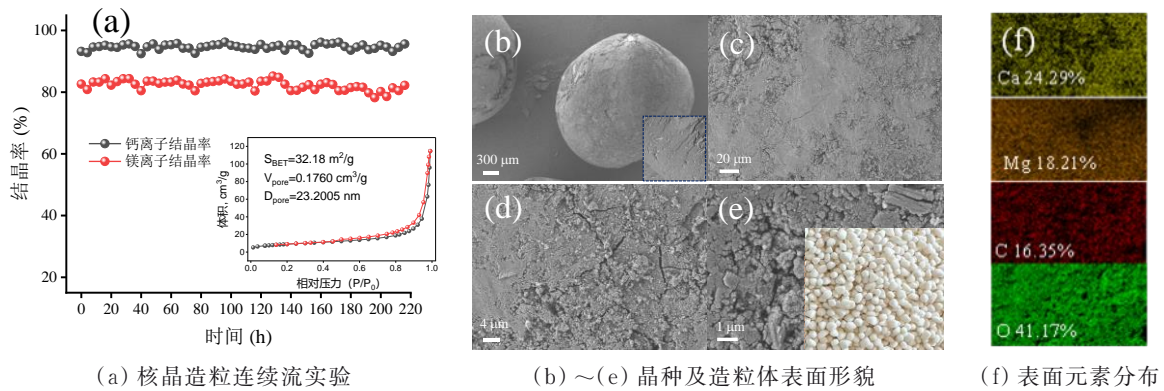 (a)
100
80
60
40
20
结晶率 (%)
钙离子结晶率
镁离子结晶率
S_BET=32.18 m²/g
V_pore=0.1760 cm³/g
D_pore=23.2005 nm
120
100
80
60
40
20
0
体积, cm³/g
0.0 0.2 0.4 0.6 0.8 1.0
相对压力 (P/P₀)
0 20 40 60 80 100 120 140 160 180 200 220
时间 (h)
(b)
300 μm
(c)
20 μm
(d)
4 μm
(e)
1 μm
(f)
Ca 24.29%
Mg 18.21%
C 16.35%
O 41.17%
(a) 核晶造粒连续流实验
(b)~(e) 晶种及造粒体表面形貌
(f) 表面元素分布